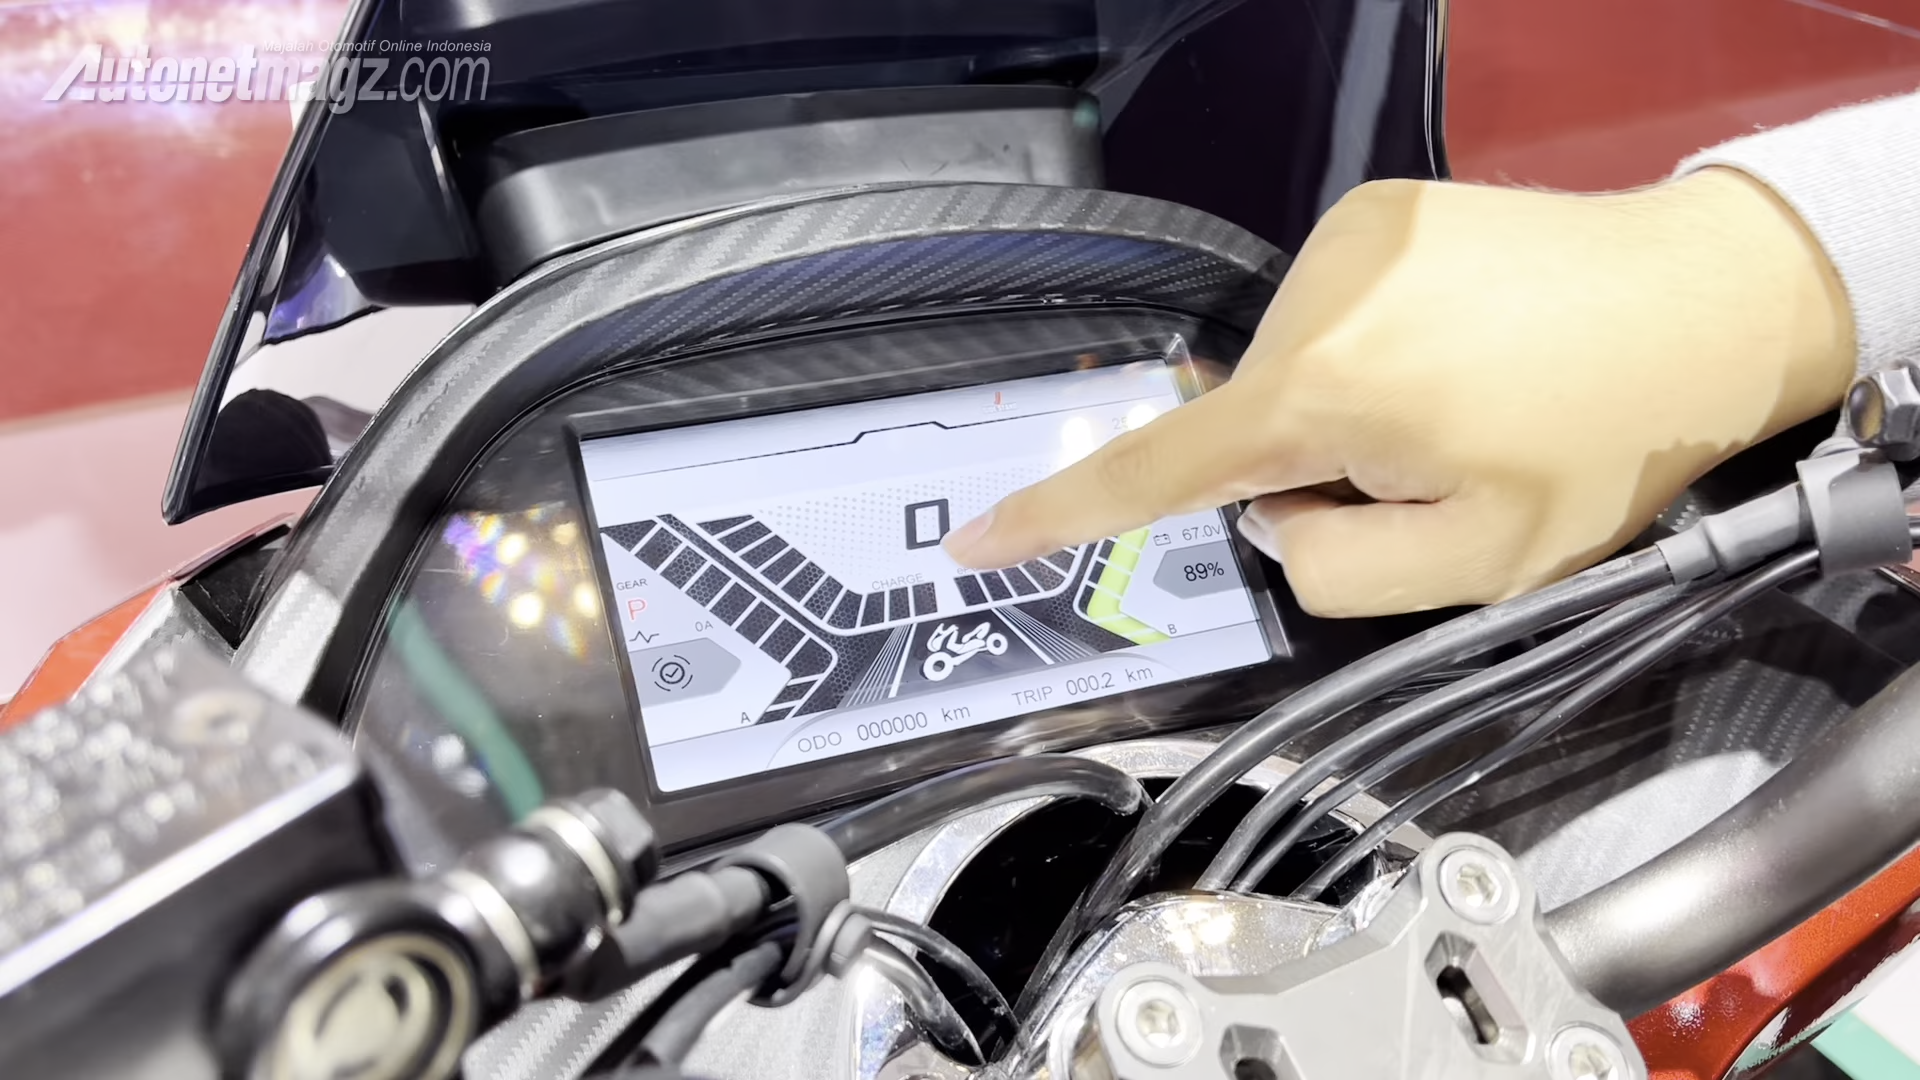 Majalah Otomotif Online Indonesia
Autonetmagz.com
0
67.0V
CHARGE
89%
GEAR
P
0A
B
A
TRIP 000.2 km
ODO 000000 km